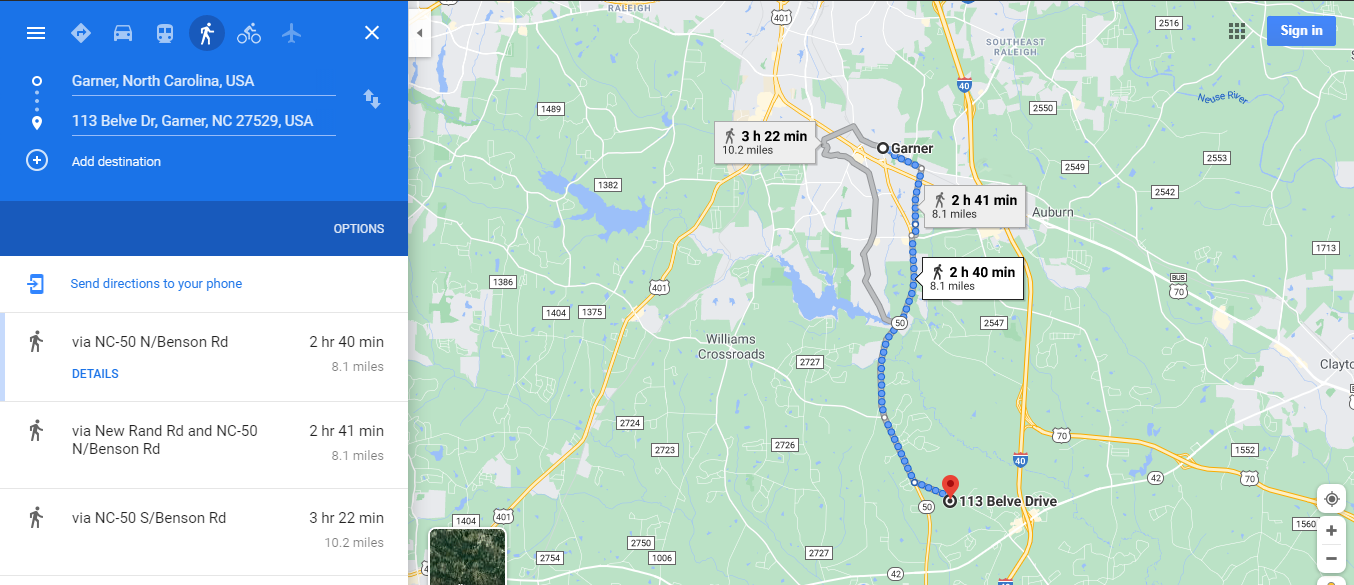 Garner, North Carolina, USA
113 Belve Dr, Garner, NC 27529, USA
Add destination
OPTIONS
Send directions to your phone
via NC-50 N/Benson Rd
2 hr 40 min
8.1 miles
DETAILS
via New Rand Rd and NC-50
N/Benson Rd
2 hr 41 min
8.1 miles
via NC-50 S/Benson Rd
3 hr 22 min
10.2 miles
RALEIGH
401
2516
Sign in
SOUTHEAST
RALEIGH
40
Neuse River
1489
2550
3 h 22 min
10.2 miles
Garner
2549
2553
1382
2542
2 h 41 min
8.1 miles
Auburn
1713
2 h 40 min
8.1 miles
1386
401
BUS
70
1404
1375
50
2547
Williams
Crossroads
2727
Clayto
2724
2723
2726
70
1552
40
42
70
113 Belve Drive
50
1404
401
1560
2750
2754
1006
2727
42